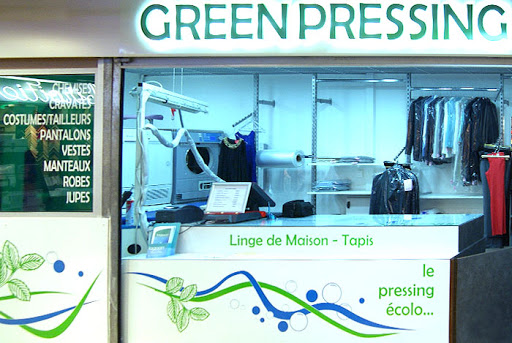 GREEN PRESSING
CHEMISES
CRAVATES
COSTUMES/TAILLEURS
PANTALONS
VESTES
MANTEAUX
ROBES
JUPES
Linge de Maison - Tapis
le
pressing
écolo...